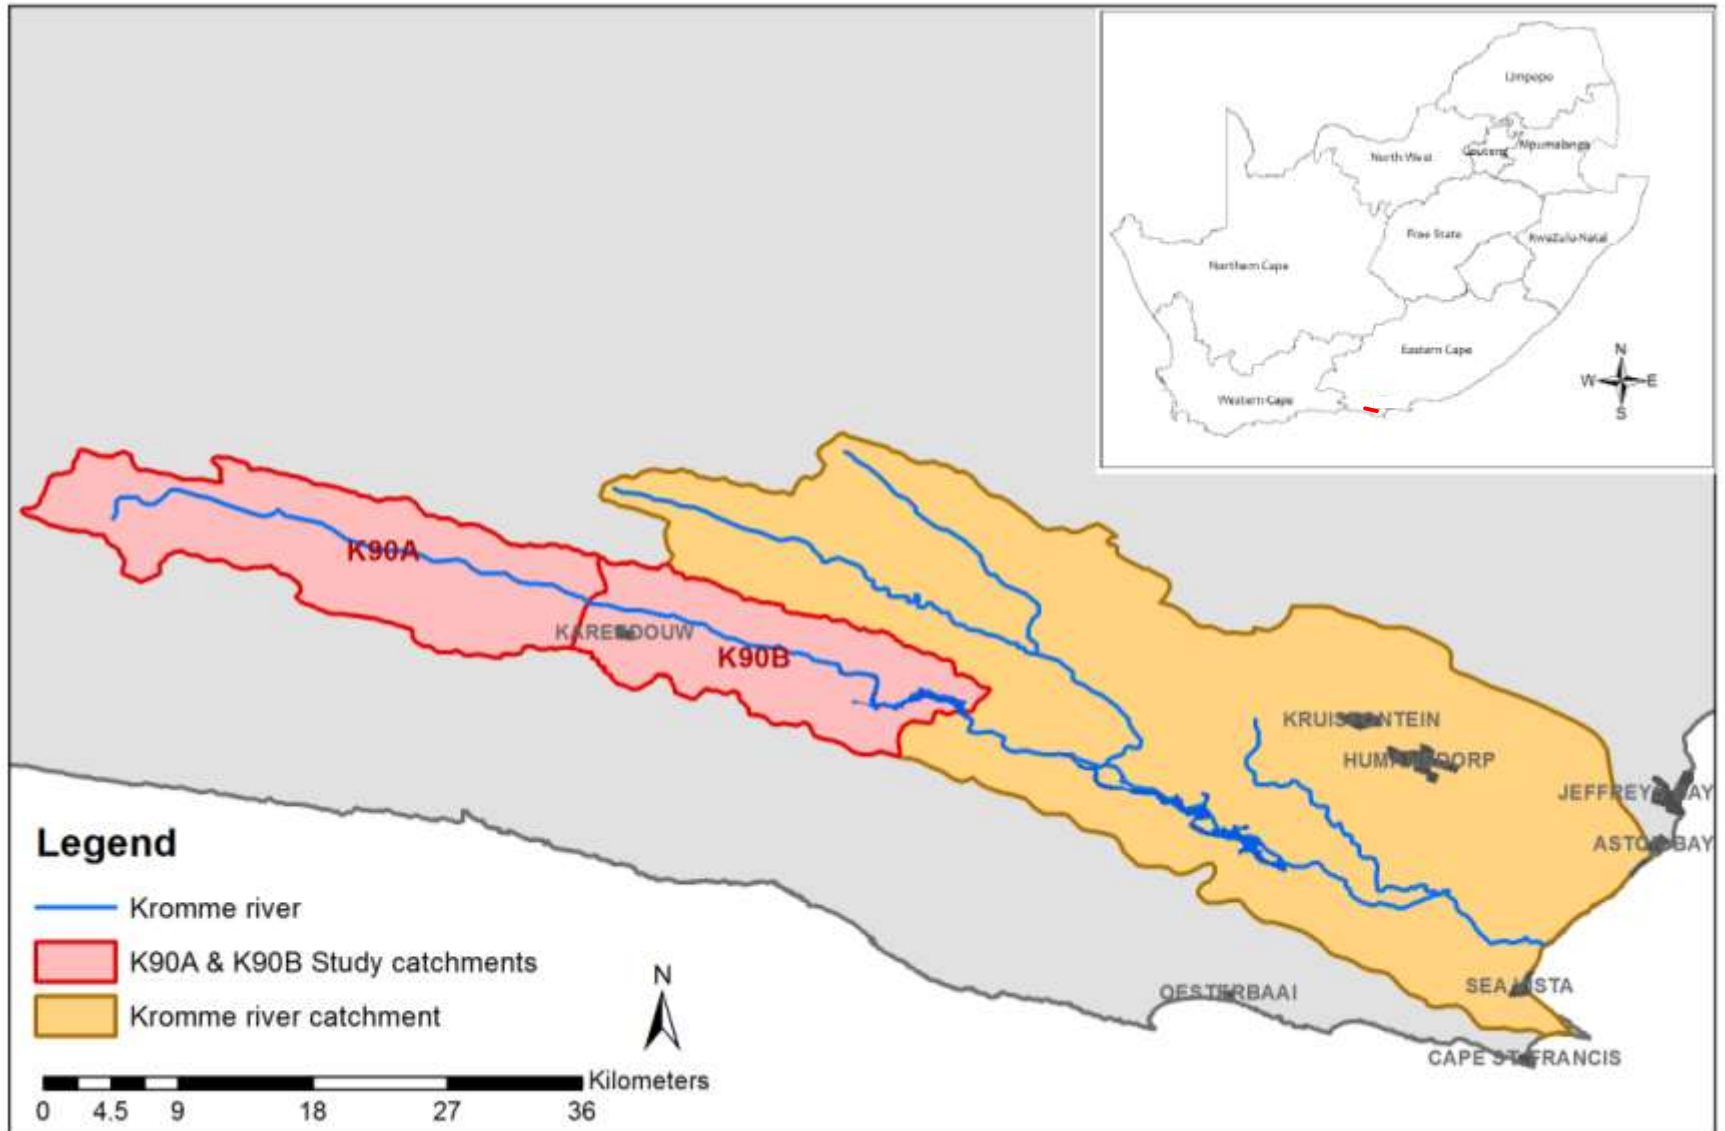 Limpopo
North West
Gauteng
Mpumalanga
Free State
KwaZulu-Natal
Northern Cape
Eastern Cape
Western Cape
N
W E
S
K90A
KAREEDOUW
K90B
KRUISFONTEIN
HUMANSDORP
JEFFREYS BAY
ASTON BAY
SEA VISTA
OESTERBAAI
CAPE ST FRANCIS
Legend
Kromme river
K90A & K90B Study catchments
Kromme river catchment
N
Kilometers
0 4.5 9 18 27 36